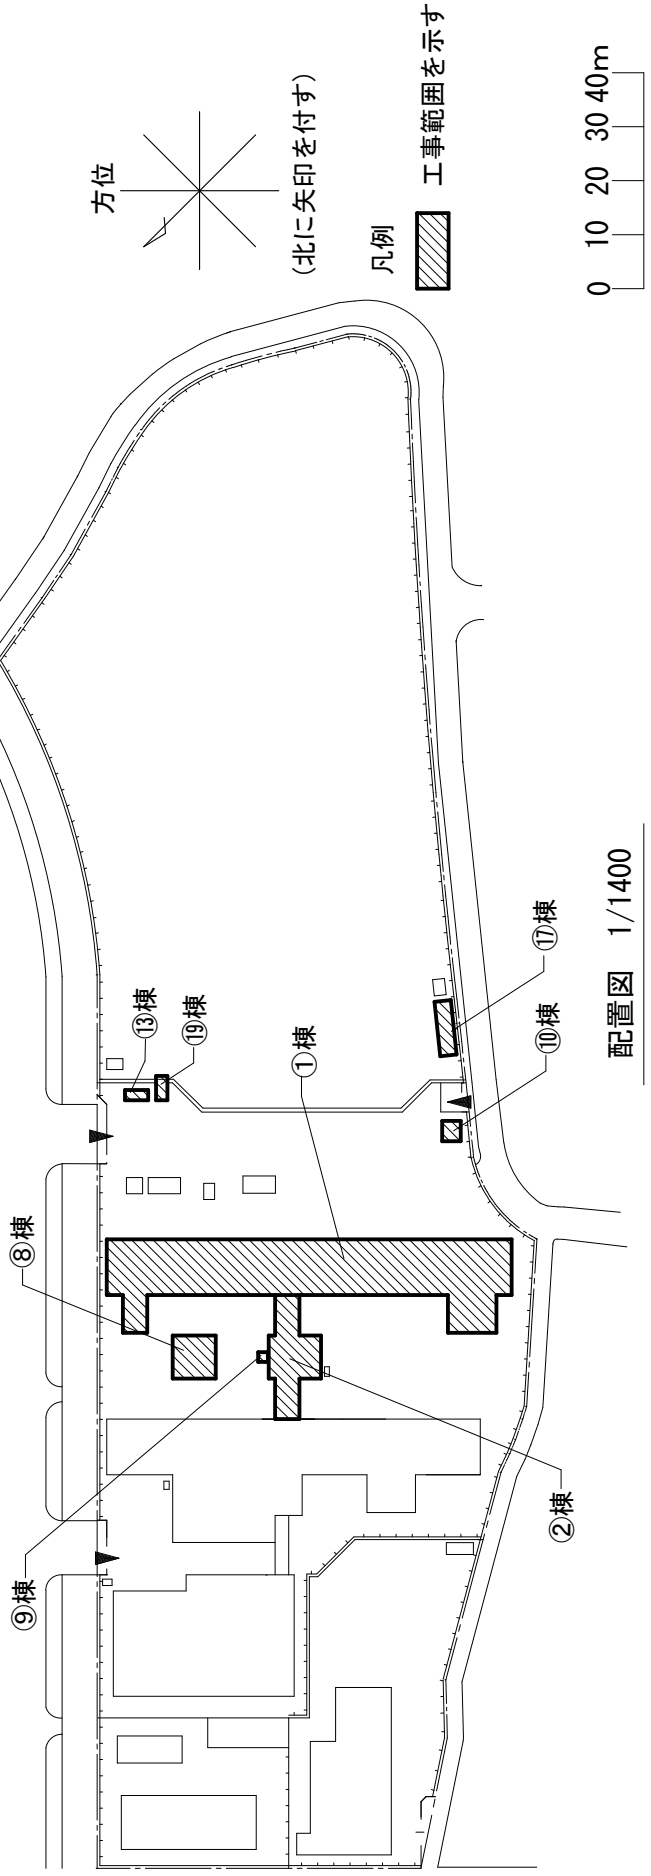 方位
(北に矢印を付す)
凡例
工事範囲を示す
0 10 20 30 40m
⑧棟
⑨棟
⑬棟
⑲棟
①棟
⑰棟
⑩棟
②棟
配置図 1/1400